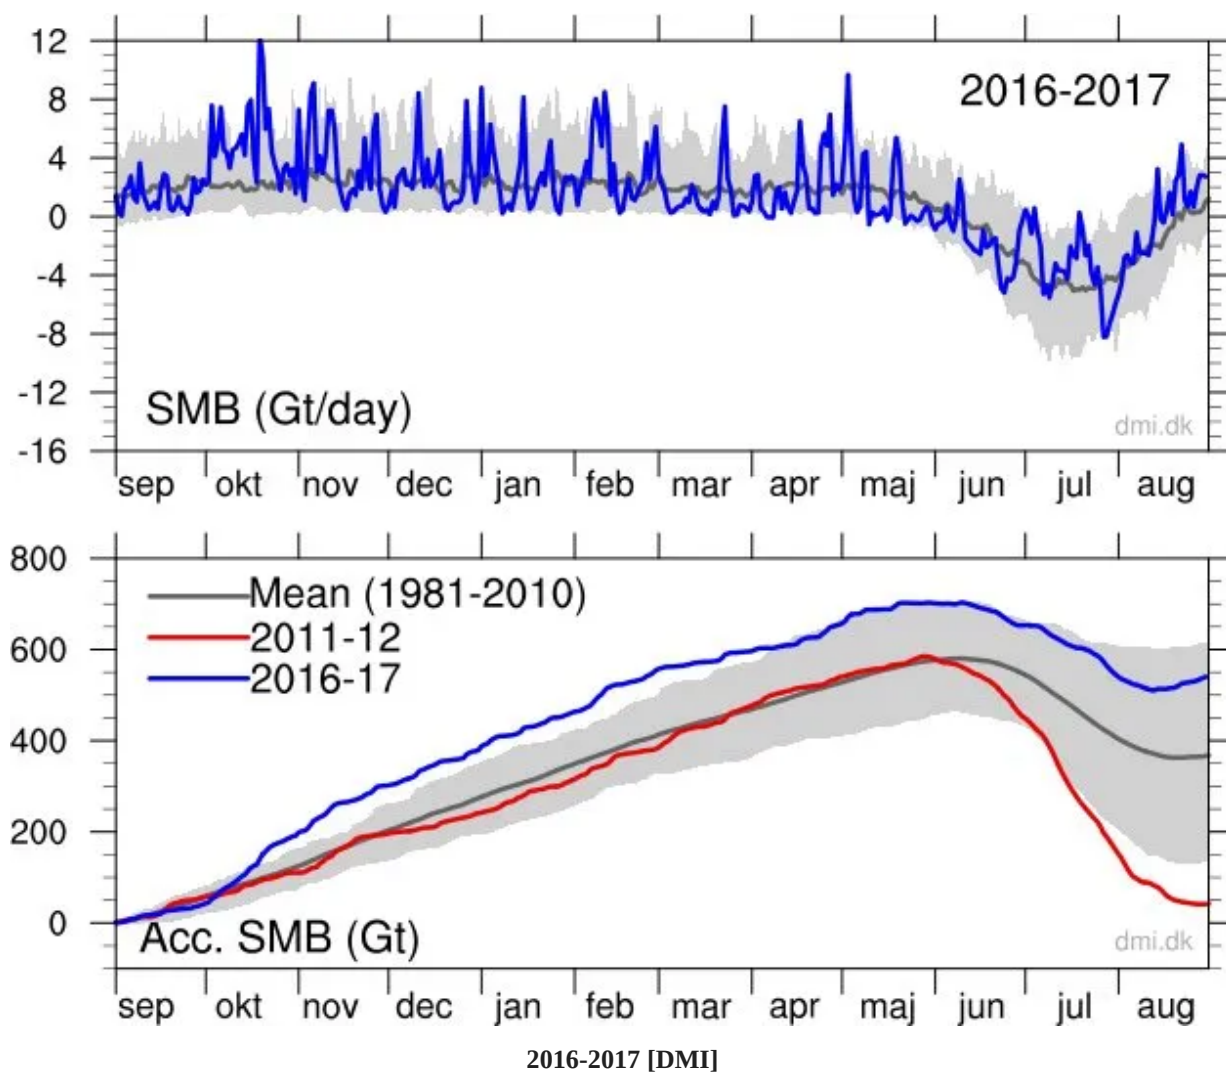 12
8
4
0
-4
-8
-12
-16
2016-2017
SMB (Gt/day)
dmi.dk
sep okt nov dec jan feb mar apr maj jun jul aug
800
600
400
200
0
Mean (1981-2010)
2011-12
2016-17
Acc. SMB (Gt)
dmi.dk
sep okt nov dec jan feb mar apr maj jun jul aug
2016-2017 [DMI]